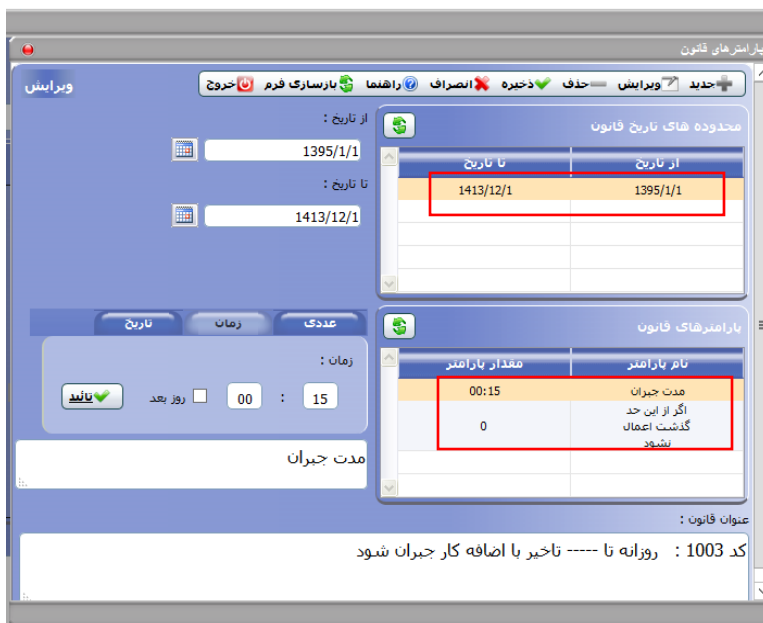 پارامترهای قانون
ویرایش
جدید ویرایش حذف ذخیره انصراف راهنما بازسازی فرم خروج
محدوده های تاریخ قانون
از تاریخ تا تاریخ
1395/1/1 1413/12/1
از تاریخ :
1395/1/1
تا تاریخ :
1413/12/1
پارامترهای قانون
نام پارامتر مقدار پارامتر
مدت جبران 00:15
اگر از این حد
گذشت اعمال 0
نشود
عددی زمان تاریخ
زمان :
15 : 00 روز بعد تائید
مدت جبران
عنوان قانون :
کد 1003 : روزانه تا ----- تاخیر با اضافه کار جبران شود